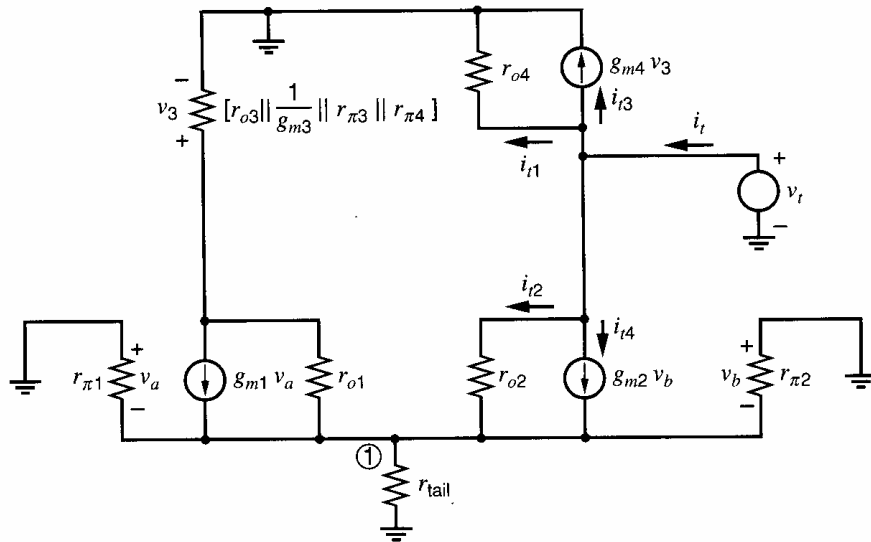 −
v3
+
[ro3 || 1/gm3 || rπ3 || rπ4]
ro4
gm4 v3
it3
it1
it
+
vt
−
it2
it4
rπ1
+
va
−
gm1 va
ro1
ro2
gm2 vb
+
vb
−
rπ2
①
rtail